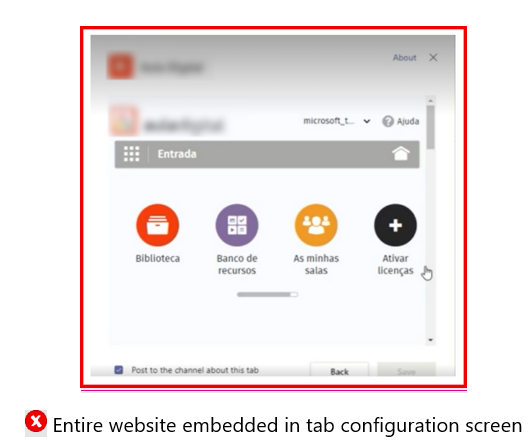 About
microsoft_t...
Ajuda
Entrada
Biblioteca
Banco de
recursos
As minhas
salas
Ativar
licenças
Post to the channel about this tab
Back
Save
Entire website embedded in tab configuration screen